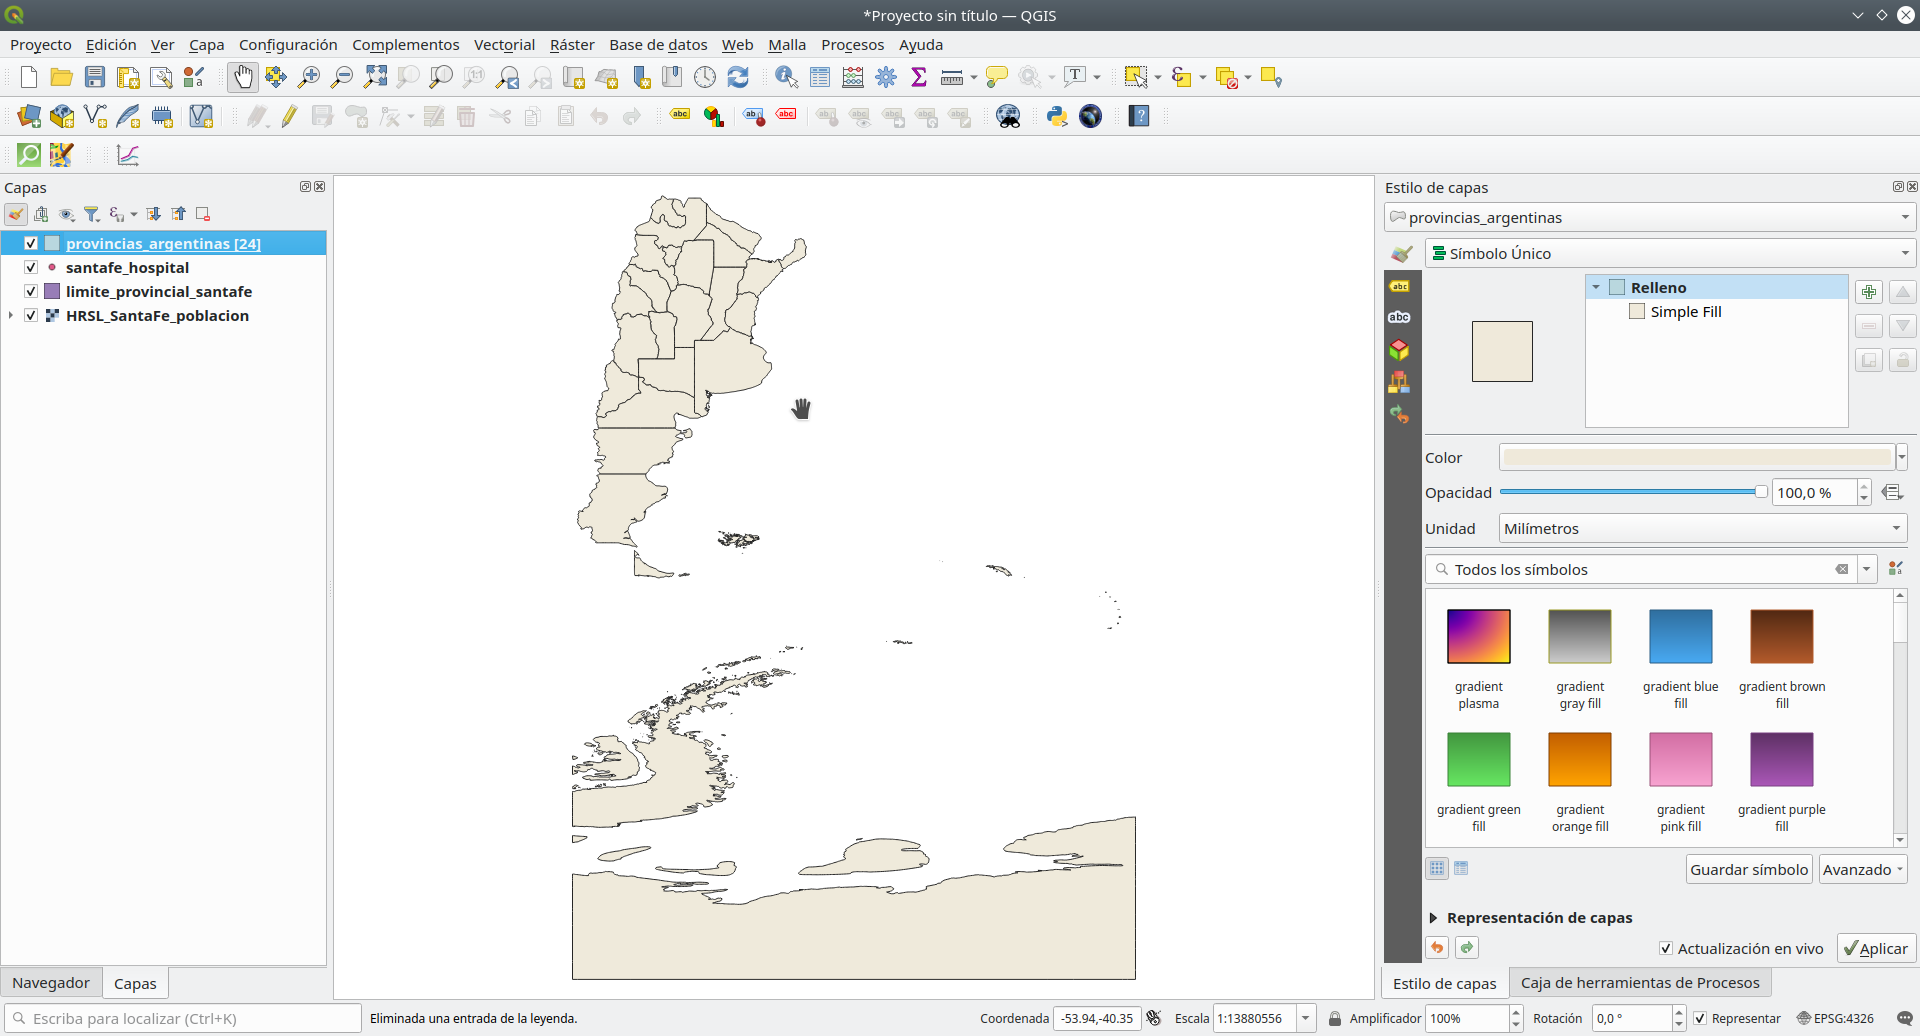 *Proyecto sin título — QGIS
Proyecto Edición Ver Capa Configuración Complementos Vectorial Ráster Base de datos Web Malla Procesos Ayuda
Capas
provincias_argentinas [24]
santafe_hospital
limite_provincial_santafe
HRSL_SantaFe_poblacion
Navegador
Capas
Estilo de capas
provincias_argentinas
Símbolo Único
Relleno
Simple Fill
Color
Opacidad 100,0 %
Unidad Milímetros
Todos los símbolos
gradient plasma
gradient gray fill
gradient blue fill
gradient brown fill
gradient green fill
gradient orange fill
gradient pink fill
gradient purple fill
Guardar símbolo Avanzado
Representación de capas
Actualización en vivo Aplicar
Estilo de capas Caja de herramientas de Procesos
Escriba para localizar (Ctrl+K) Eliminada una entrada de la leyenda. Coordenada -53.94,-40.35 Escala 1:13880556 Amplificador 100% Rotación 0,0 ° Representar EPSG:4326